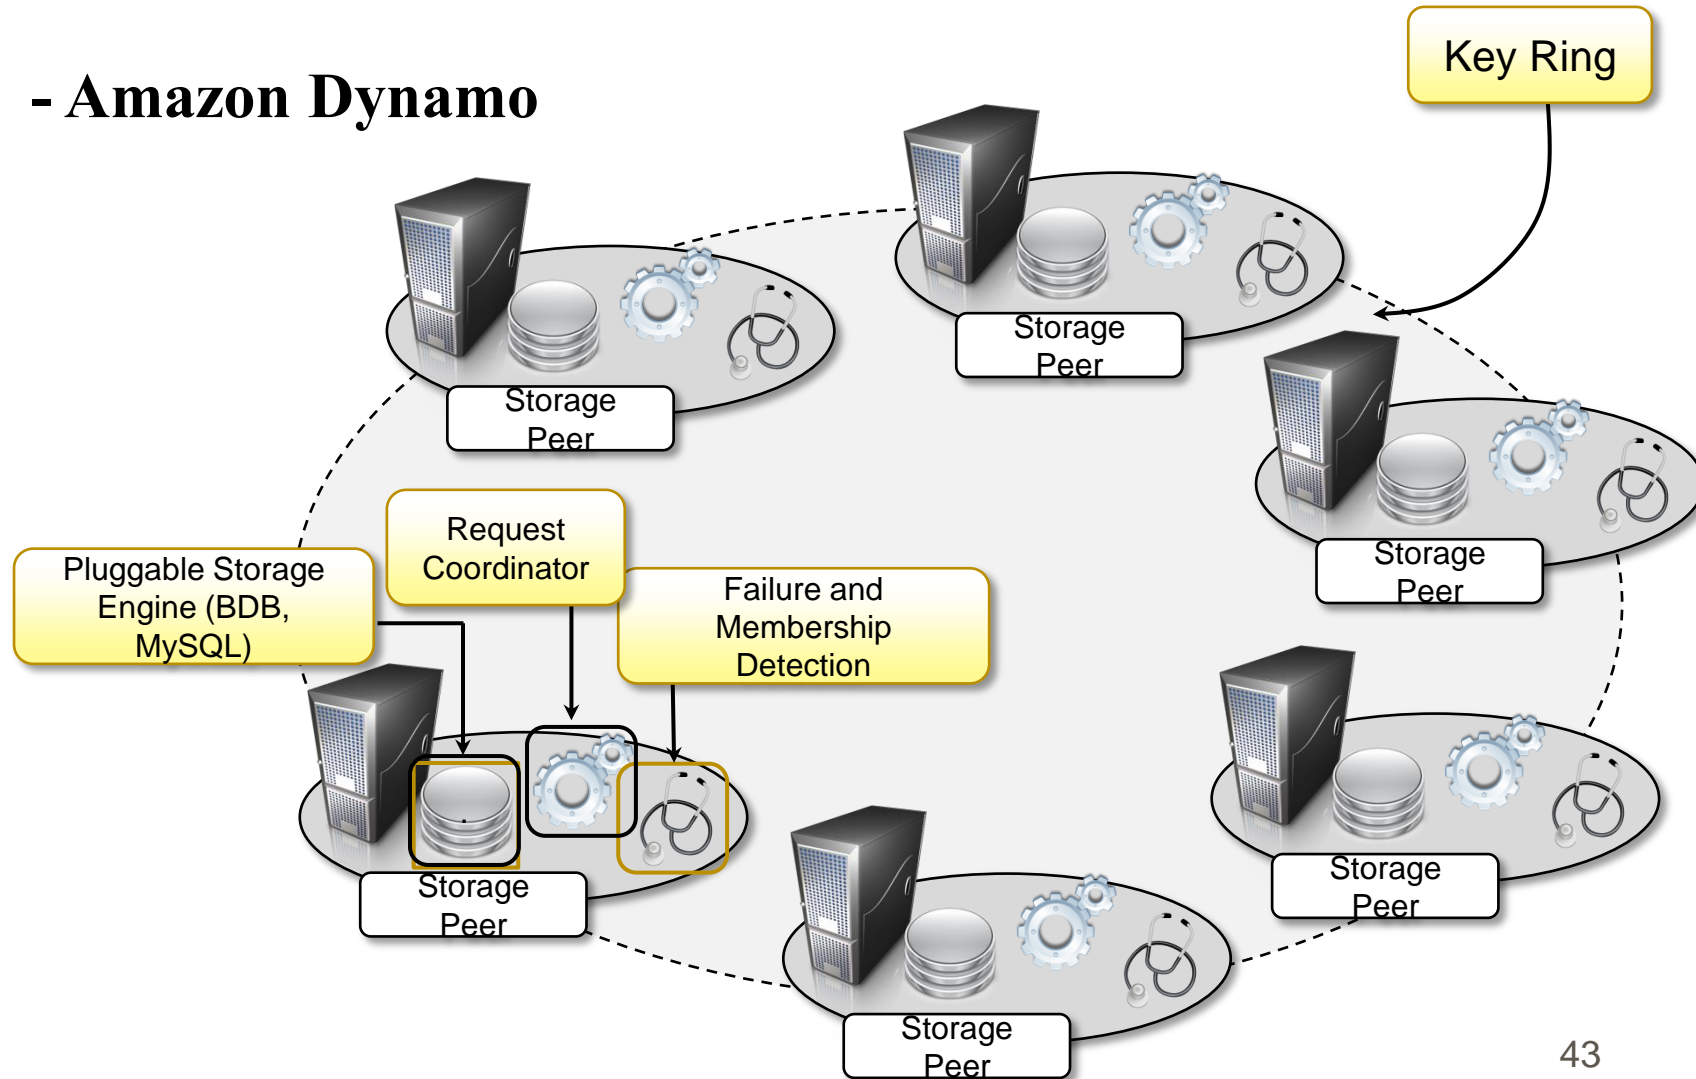 - Amazon Dynamo
Key Ring
Storage
Peer
Storage
Peer
Storage
Peer
Request
Coordinator
Pluggable Storage
Engine (BDB,
MySQL)
Failure and
Membership
Detection
Storage
Peer
Storage
Peer
Storage
Peer
43